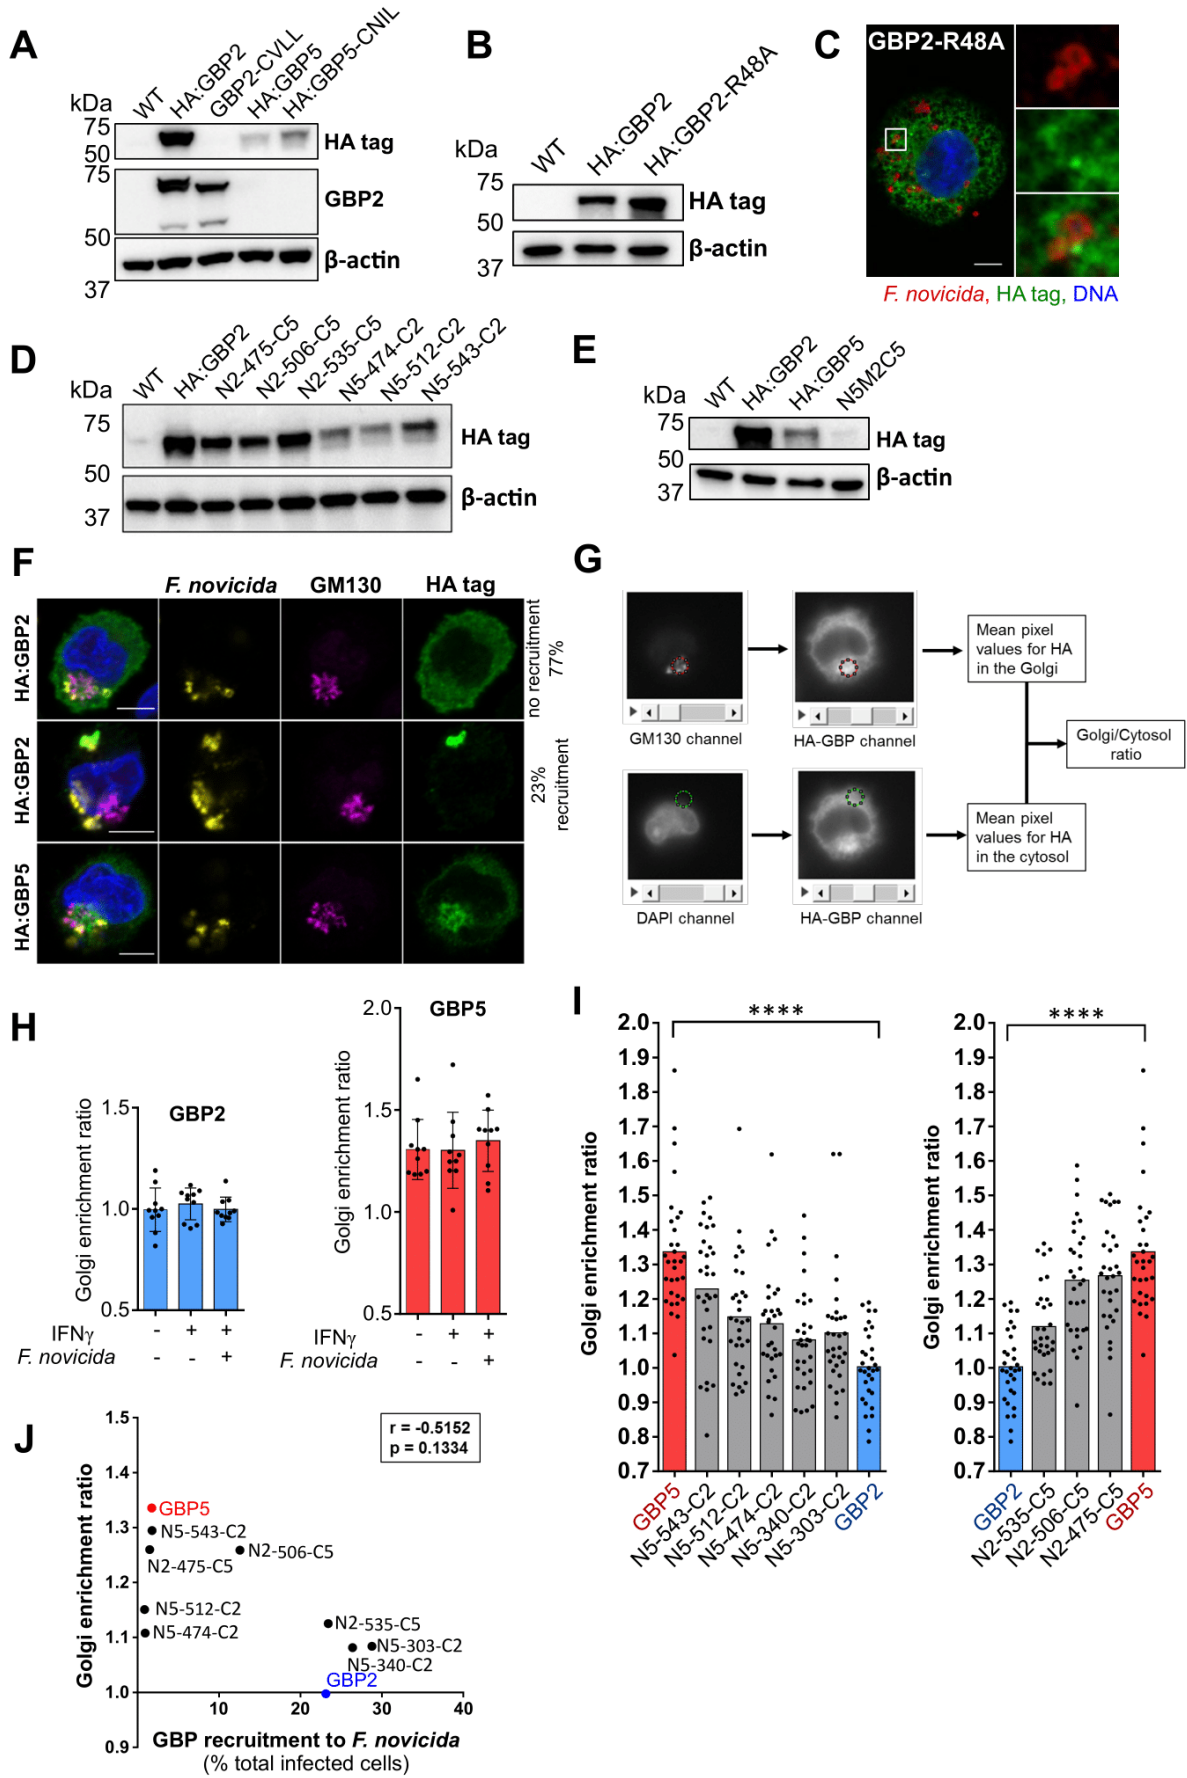 A
kDa
WT
HA:GBP2
GBP2-CVLL
HA:GBP5
HA:GBP5-CNIL
75
50
HA tag
75
50
GBP2
37
β-actin
B
kDa
WT
HA:GBP2
HA:GBP2-R48A
75
50
HA tag
37
β-actin
C
GBP2-R48A
F. novicida, HA tag, DNA
D
kDa
WT
HA:GBP2
N2-475-C5
N2-506-C5
N2-535-C5
N5-474-C2
N5-512-C2
N5-543-C2
75
50
HA tag
37
β-actin
E
kDa
WT
HA:GBP2
HA:GBP5
N5M2C5
75
50
HA tag
37
β-actin
F
F. novicida
GM130
HA tag
HA:GBP2
no recruitment
77%
HA:GBP2
23%
recruitment
HA:GBP5
G
GM130 channel
HA-GBP channel
Mean pixel
values for HA
in the Golgi
Golgi/Cytosol
ratio
DAPI channel
HA-GBP channel
Mean pixel
values for HA
in the cytosol
H
GBP2
Golgi enrichment ratio
1.5
1.0
0.5
IFNγ - + +
F. novicida - - +
GBP5
Golgi enrichment ratio
2.0
1.5
1.0
0.5
IFNγ - + +
F. novicida - - +
I
****
Golgi enrichment ratio
2.0
1.9
1.8
1.7
1.6
1.5
1.4
1.3
1.2
1.1
1.0
0.9
0.8
0.7
GBP5
N5-543-C2
N5-512-C2
N5-474-C2
N5-340-C2
N5-303-C2
GBP2
****
Golgi enrichment ratio
2.0
1.9
1.8
1.7
1.6
1.5
1.4
1.3
1.2
1.1
1.0
0.9
0.8
0.7
GBP2
N2-535-C5
N2-506-C5
N2-475-C5
GBP5
J
r = -0.5152
p = 0.1334
Golgi enrichment ratio
1.5
1.4
1.3
1.2
1.1
1.0
0.9
GBP5
N5-543-C2
N2-475-C5
N2-506-C5
N5-512-C2
N5-474-C2
N2-535-C5
N5-303-C2
N5-340-C2
GBP2
10 20 30 40
GBP recruitment to F. novicida
(% total infected cells)